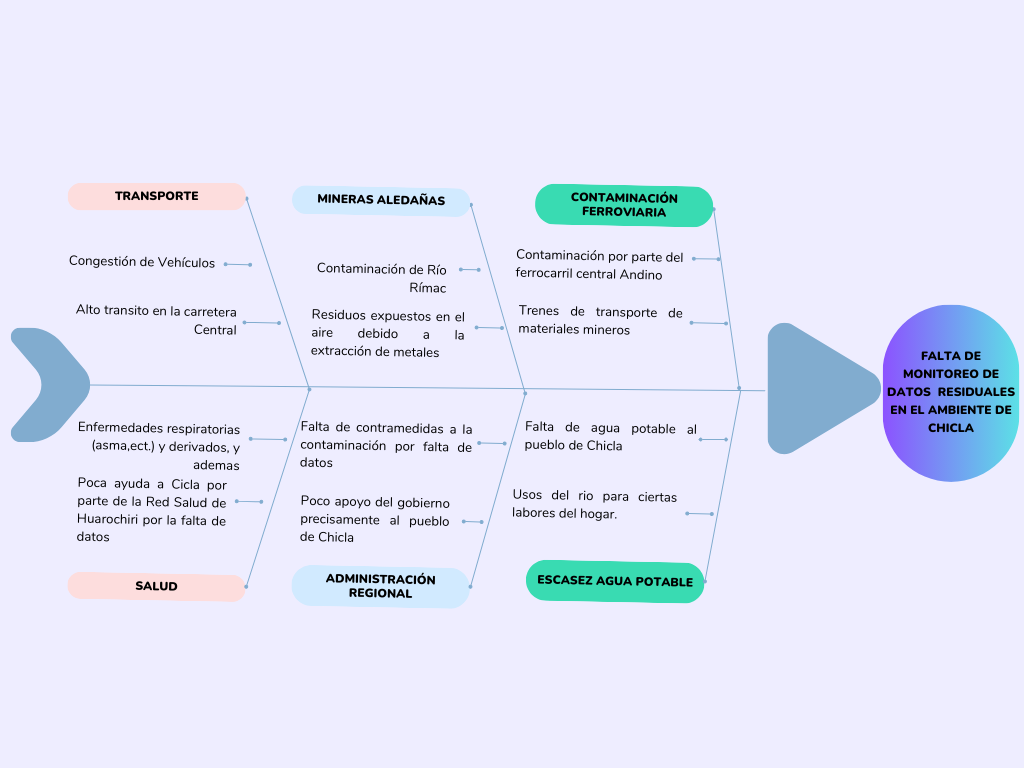 TRANSPORTE
Congestión de Vehículos
Alto transito en la carretera
Central
MINERAS ALEDAÑAS
Contaminación de Río
Rímac
Residuos expuestos en el
aire debido a la
extracción de metales
CONTAMINACIÓN
FERROVIARIA
Contaminación por parte del
ferrocarril central Andino
Trenes de transporte de
materiales mineros
Enfermedades respiratorias
(asma,ect.) y derivados, y
ademas
Poca ayuda a Cicla por
parte de la Red Salud de
Huarochiri por la falta de
datos
SALUD
Falta de contramedidas a la
contaminación por falta de
datos
Poco apoyo del gobierno
precisamente al pueblo
de Chicla
ADMINISTRACIÓN
REGIONAL
Falta de agua potable al
pueblo de Chicla
Usos del rio para ciertas
labores del hogar.
ESCASEZ AGUA POTABLE
FALTA DE
MONITOREO DE
DATOS RESIDUALES
EN EL AMBIENTE DE
CHICLA